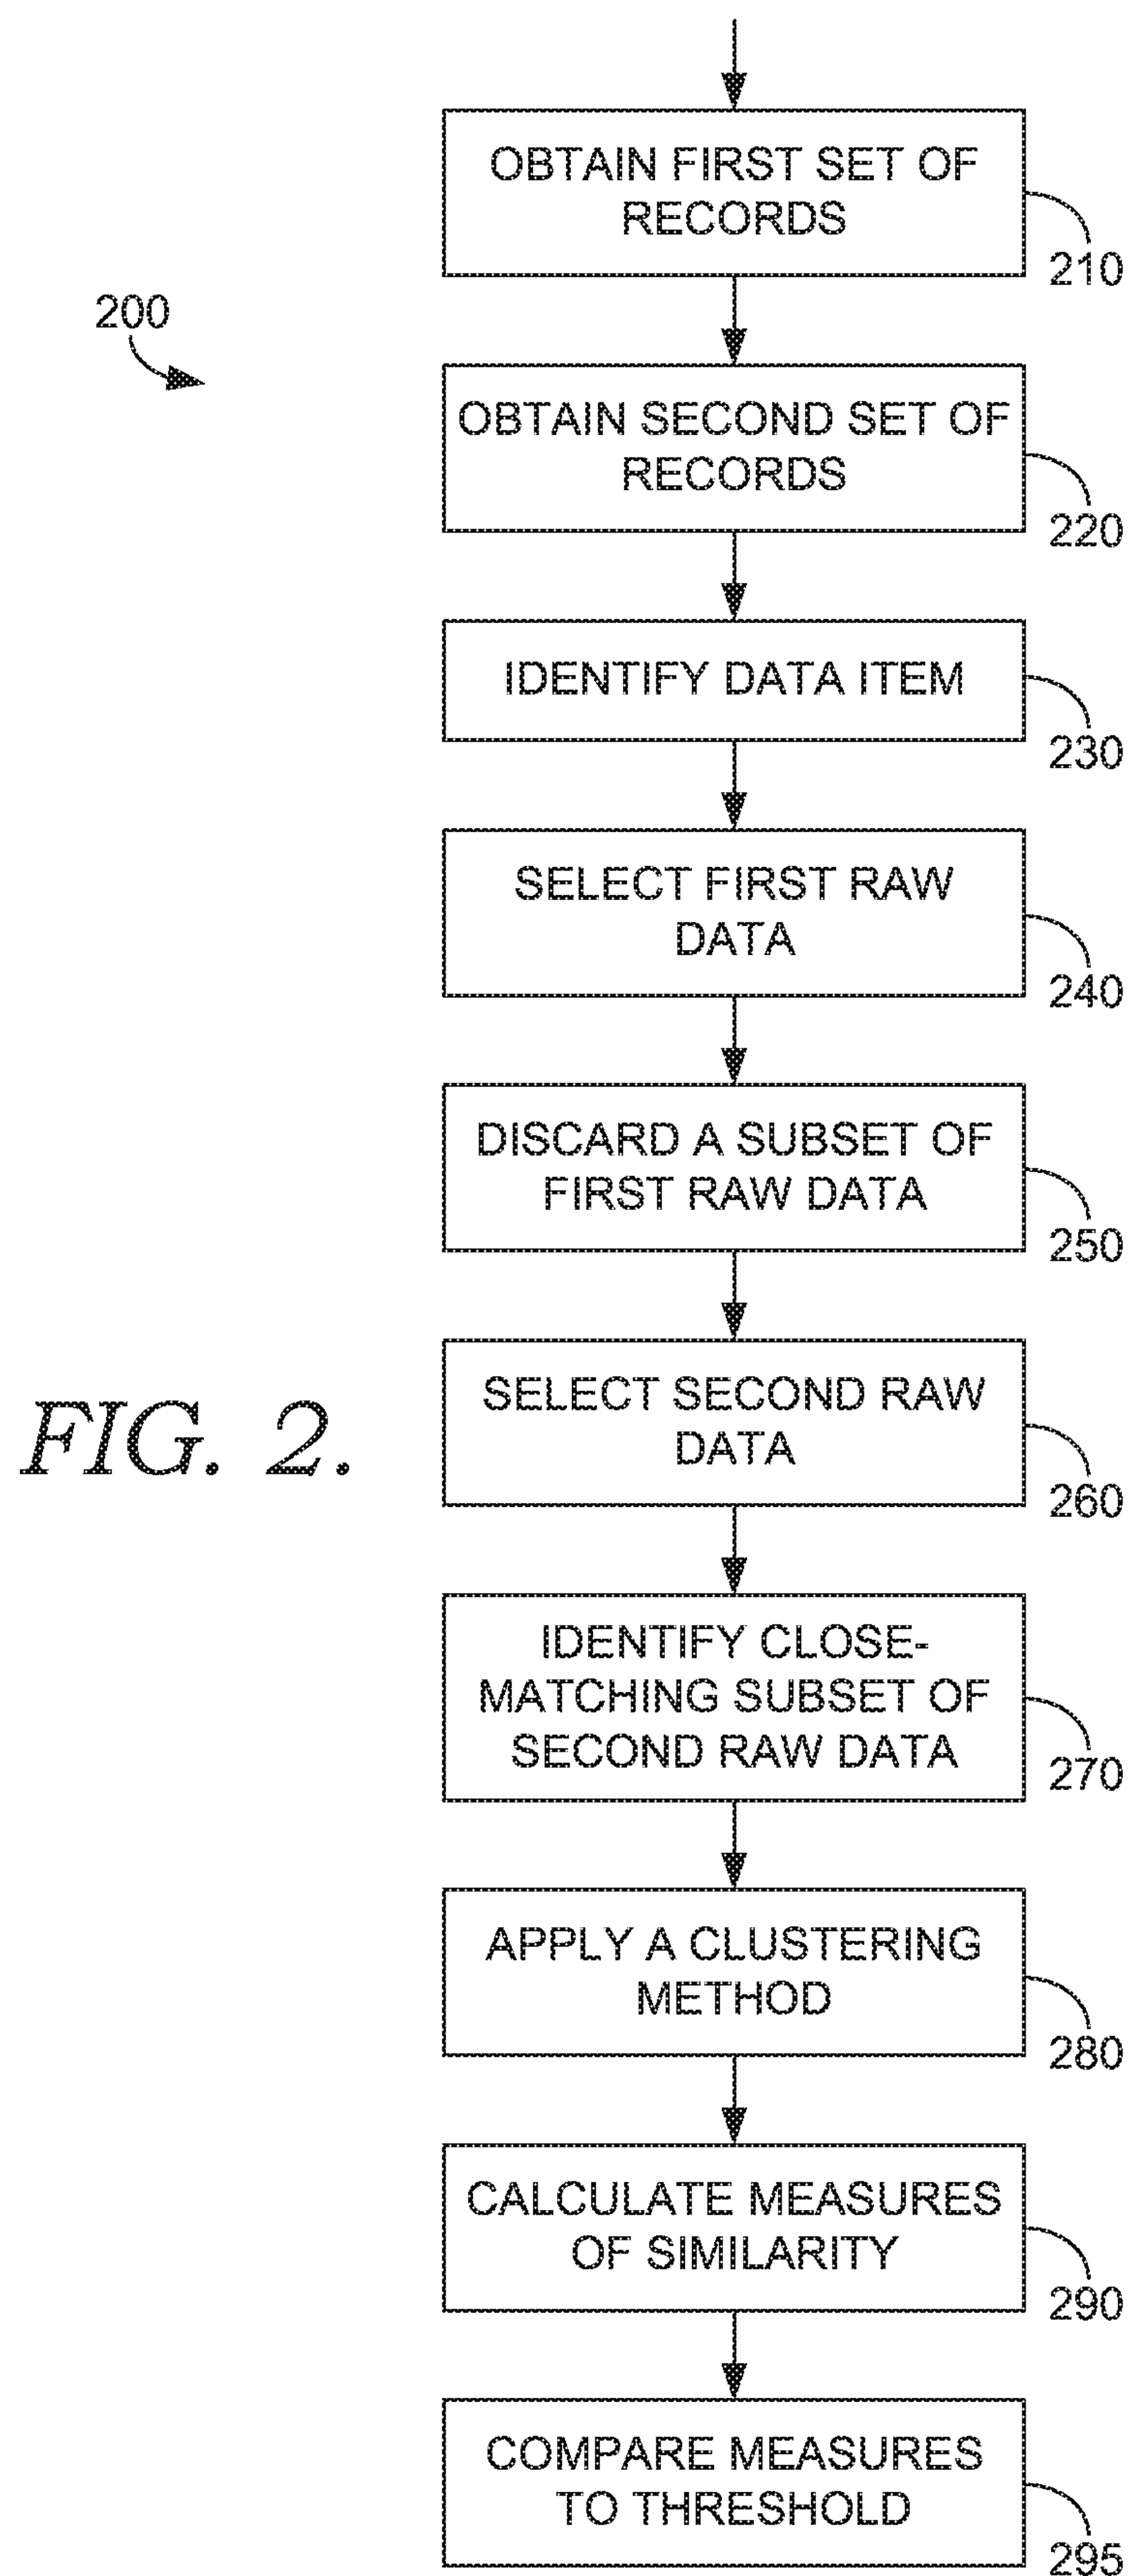 OBTAIN FIRST SET OF
RECORDS
210
200
OBTAIN SECOND SET OF
RECORDS
220
IDENTIFY DATA ITEM
230
SELECT FIRST RAW
DATA
240
DISCARD A SUBSET OF
FIRST RAW DATA
250
SELECT SECOND RAW
DATA
260
FIG. 2.
IDENTIFY CLOSE-
MATCHING SUBSET OF
SECOND RAW DATA
270
APPLY A CLUSTERING
METHOD
280
CALCULATE MEASURES
OF SIMILARITY
290
COMPARE MEASURES
TO THRESHOLD
295